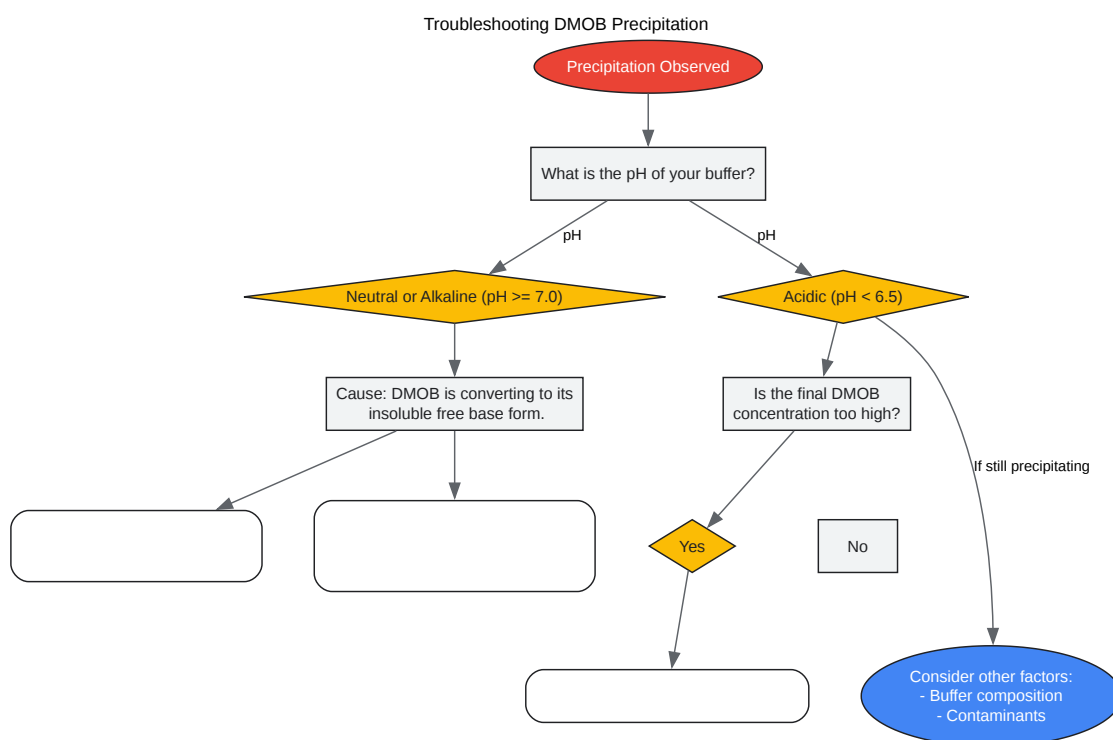 Troubleshooting DMOB Precipitation
Precipitation Observed
What is the pH of your buffer?
pH
pH
Neutral or Alkaline (pH >= 7.0)
Acidic (pH < 6.5)
Cause: DMOB is converting to its
insoluble free base form.
Is the final DMOB
concentration too high?
If still precipitating
Yes
No
Consider other factors:
- Buffer composition
- Contaminants